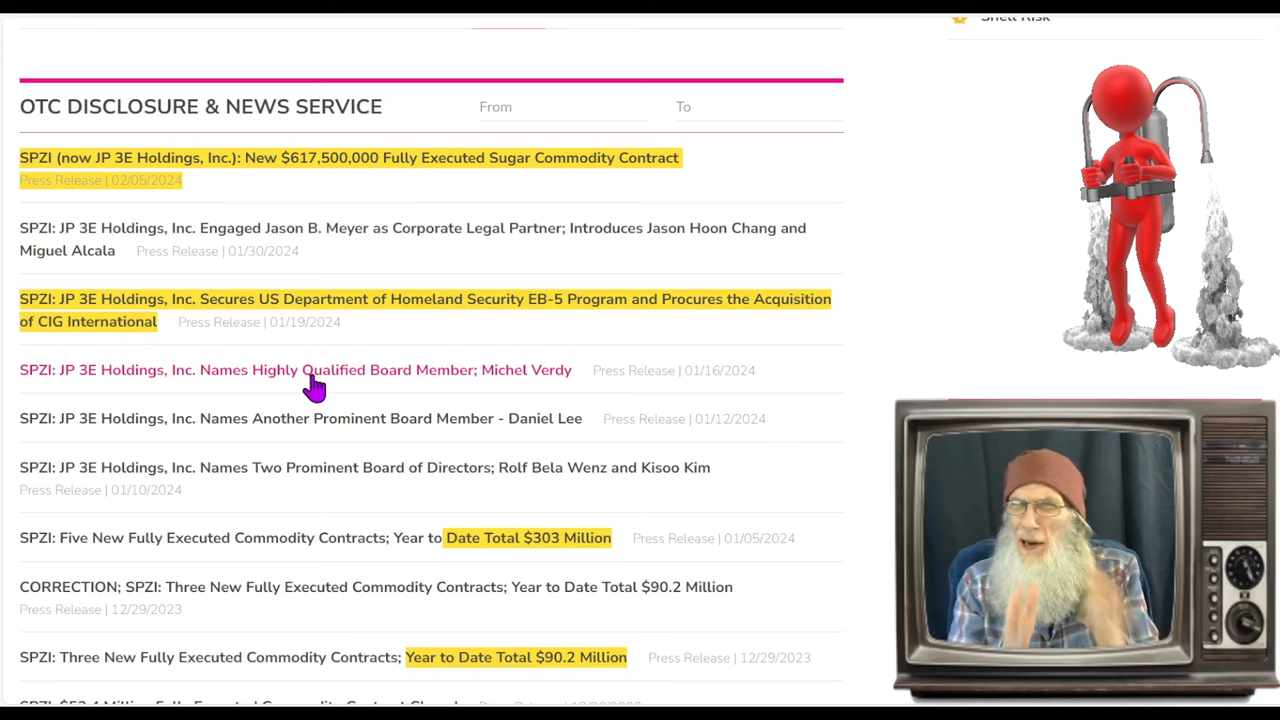 Shell Risk
OTC DISCLOSURE & NEWS SERVICE
From
To
SPZI (now JP 3E Holdings, Inc.): New $617,500,000 Fully Executed Sugar Commodity Contract
Press Release | 02/05/2024
SPZI: JP 3E Holdings, Inc. Engaged Jason B. Meyer as Corporate Legal Partner; Introduces Jason Hoon Chang and
Miguel Alcala Press Release | 01/30/2024
SPZI: JP 3E Holdings, Inc. Secures US Department of Homeland Security EB-5 Program and Procures the Acquisition
of CIG International Press Release | 01/19/2024
SPZI: JP 3E Holdings, Inc. Names Highly Qualified Board Member; Michel Verdy Press Release | 01/16/2024
SPZI: JP 3E Holdings, Inc. Names Another Prominent Board Member - Daniel Lee Press Release | 01/12/2024
SPZI: JP 3E Holdings, Inc. Names Two Prominent Board of Directors; Rolf Bela Wenz and Kisoo Kim
Press Release | 01/10/2024
SPZI: Five New Fully Executed Commodity Contracts; Year to Date Total $303 Million Press Release | 01/05/2024
CORRECTION; SPZI: Three New Fully Executed Commodity Contracts; Year to Date Total $90.2 Million
Press Release | 12/29/2023
SPZI: Three New Fully Executed Commodity Contracts; Year to Date Total $90.2 Million Press Release | 12/29/2023